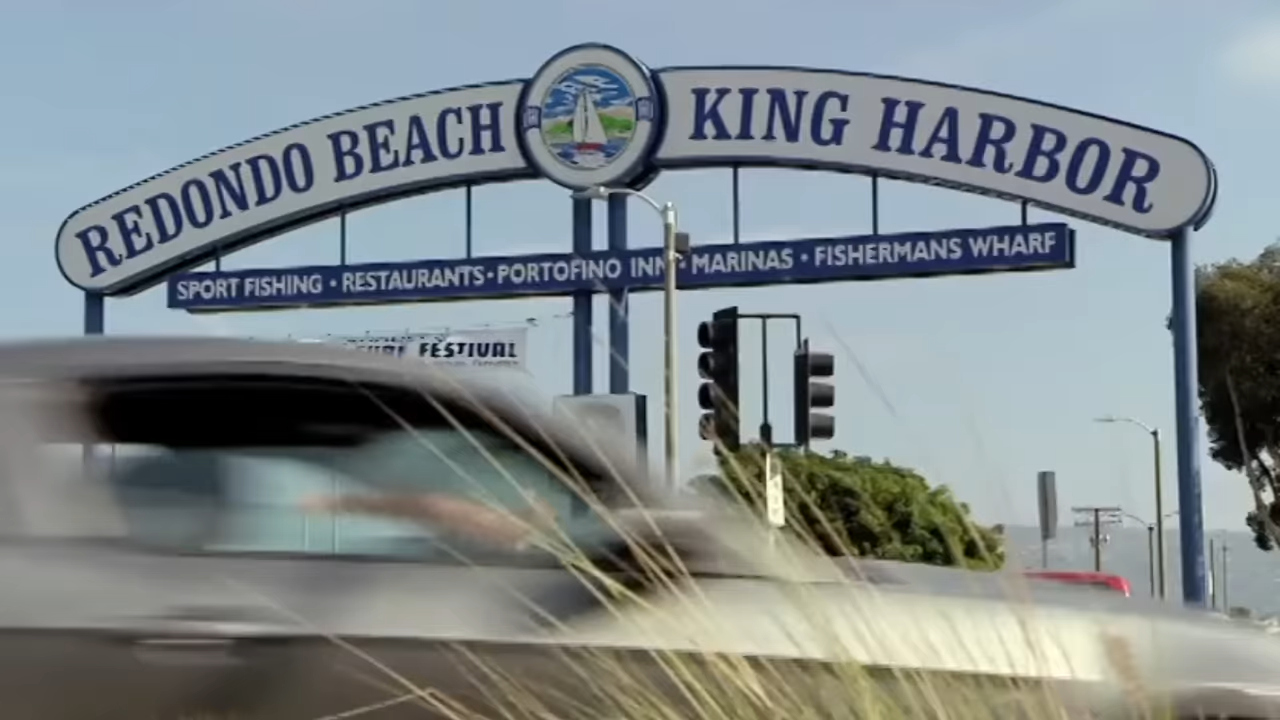 REDONDO BEACH KING HARBOR
SPORT FISHING • RESTAURANTS • PORTOFINO INN • MARINAS • FISHERMANS WHARF
FESTIVAL